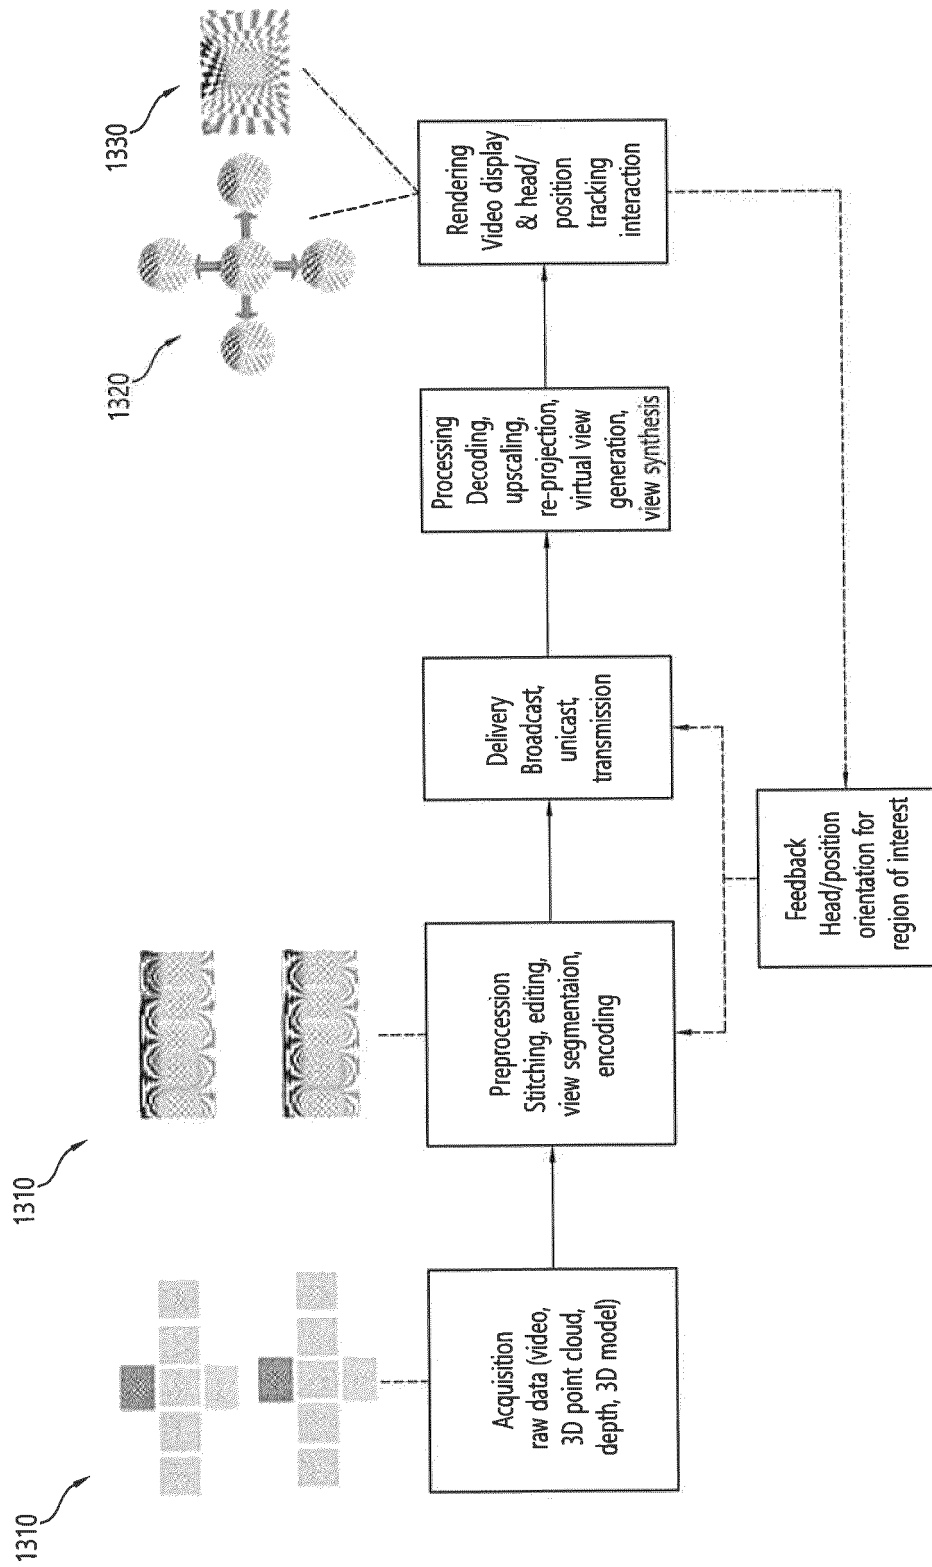 1310
1310
1320
1330
Acquisition
raw data (video,
3D point cloud,
depth, 3D model)
Preprocession
Stitching, editing,
view segmentaion,
encoding
Delivery
Broadcast,
unicast,
transmission
Processing
Decoding,
upscaling,
re-projection,
virtual view
generation,
view synthesis
Rendering
Video display
& head/
position
tracking
interaction
Feedback
Head/position
orientation for
region of interest